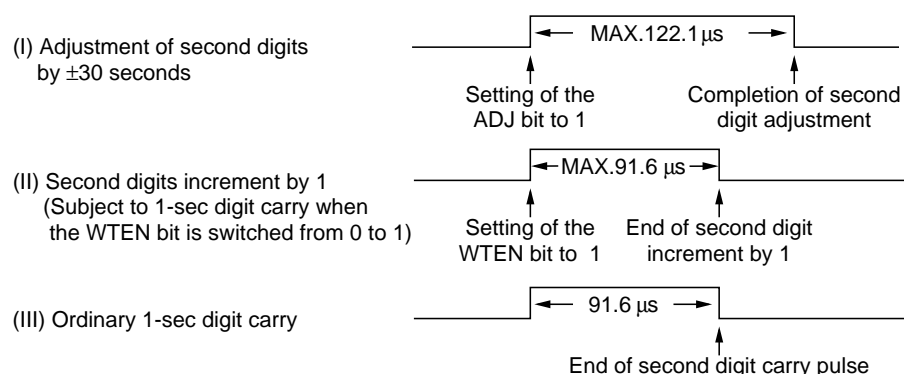 (I) Adjustment of second digits
by ±30 seconds
MAX.122.1 µs
Setting of the
ADJ bit to 1
Completion of second
digit adjustment
(II) Second digits increment by 1
(Subject to 1-sec digit carry when
the WTEN bit is switched from 0 to 1)
MAX.91.6 µs
Setting of the
WTEN bit to 1
End of second digit
increment by 1
(III) Ordinary 1-sec digit carry
91.6 µs
End of second digit carry pulse